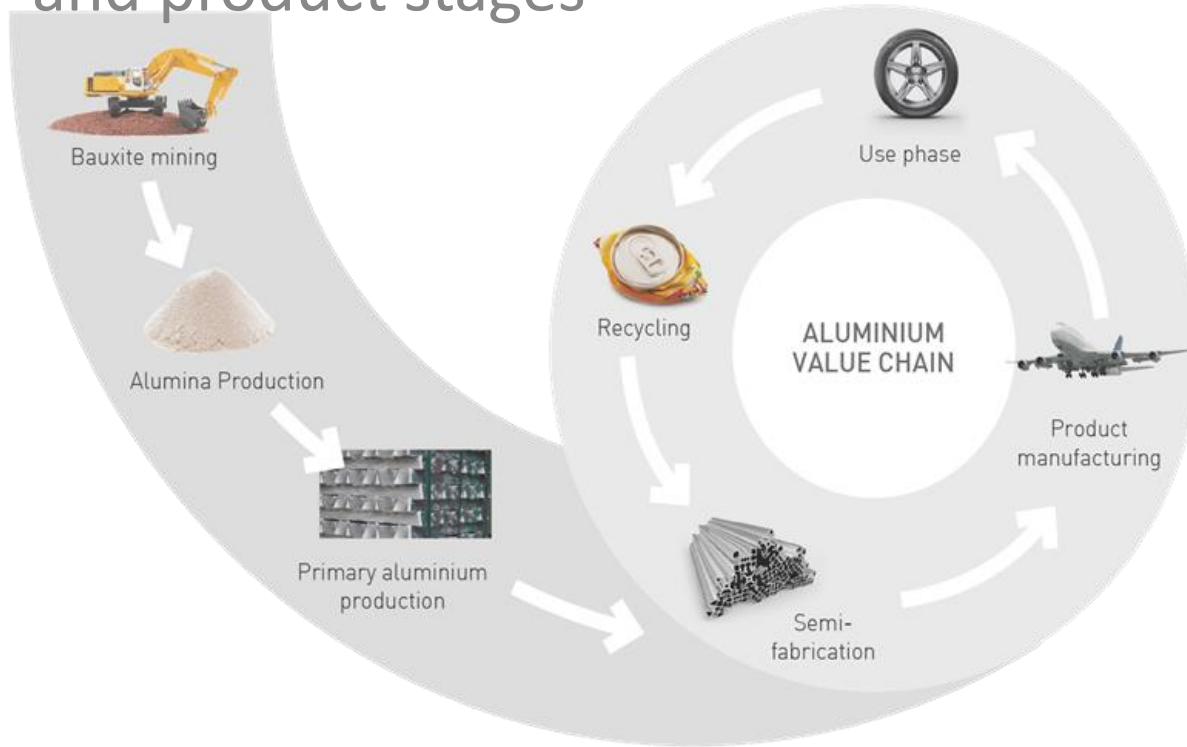 and product stages
Bauxite mining
Alumina Production
Primary aluminium
production
Semi-
fabrication
Product
manufacturing
Use phase
Recycling
ALUMINIUM
VALUE CHAIN